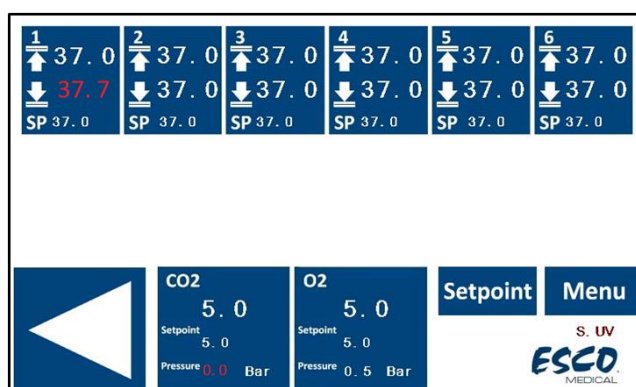 1 2 3 4 5 6
37.0 37.0 37.0 37.0 37.0 37.0
37.7 37.0 37.0 37.0 37.0 37.0
SP 37.0 SP 37.0 SP 37.0 SP 37.0 SP 37.0 SP 37.0
CO2 O2
5.0 5.0
Setpoint Setpoint
5.0 5.0
Pressure 0.0 Bar Pressure 0.5 Bar
Setpoint Menu
S. UV
ESCO
MEDICAL